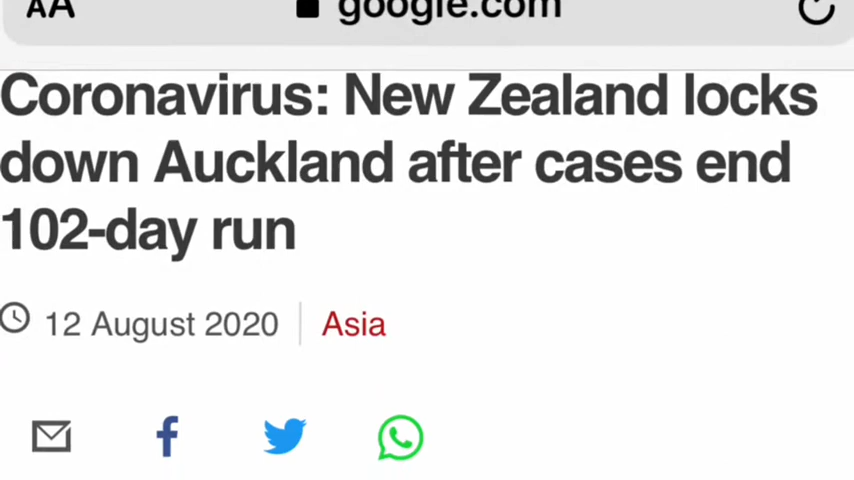 AA google.com
Coronavirus: New Zealand locks
down Auckland after cases end
102-day run
12 August 2020 Asia